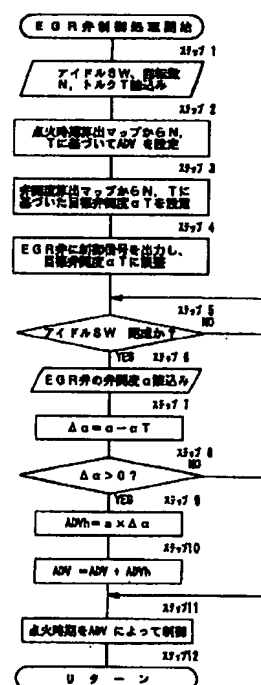 EGR弁制御処理開始
ステップ 1
アイドルSW、回転数
N、トルクT読込み
ステップ 2
点火時期算出マップからN、
Tに基づいてADV を設定
ステップ 3
弁開度算出マップからN、Tに
基づいた目標弁開度αTを設定
ステップ 4
EGR弁に制御信号を出力し、
目標弁開度αTに調整
ステップ 5
アイドルSW
か?
NO
YES
ステップ 6
EGR弁の弁開度α読込み
ステップ 7
Δα=α-αT
ステップ 8
Δα>0?
NO
YES
ステップ 9
ADVh=a×Δα
ステップ10
ADV =ADV + ADVh
ステップ11
点火時期をADV によって制御
ステップ12
リターン